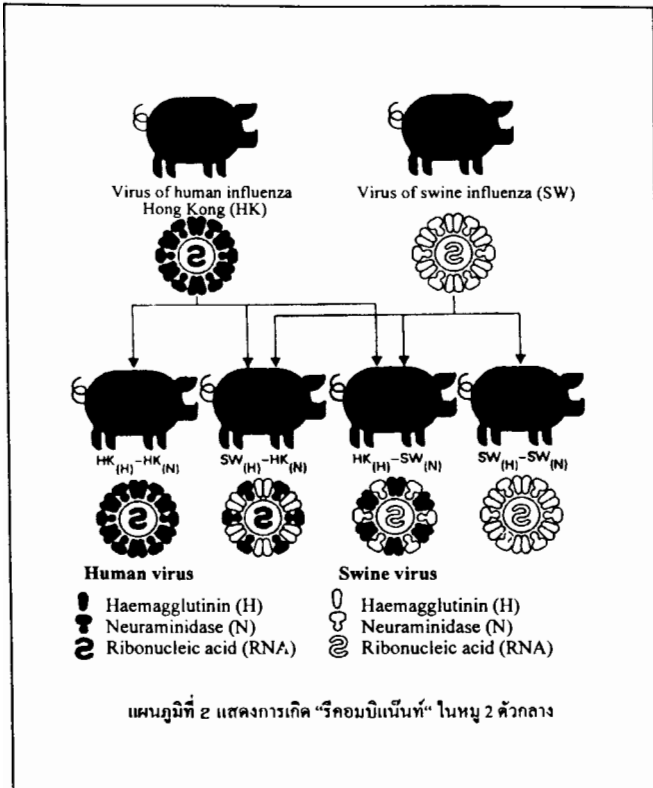 Virus of human influenza
Hong Kong (HK)
Virus of swine influenza (SW)
HK(H)-HK(N)
SW(H)-HK(N)
HK(H)-SW(N)
SW(H)-SW(N)
Human virus
Haemagglutinin (H)
Neuraminidase (N)
Ribonucleic acid (RNA)
Swine virus
Haemagglutinin (H)
Neuraminidase (N)
Ribonucleic acid (RNA)
แผนภูมิที่ 2 แสดงการเกิด “รีคอมบิแน๊นท์“ ในหมู 2 ตัวกลาง